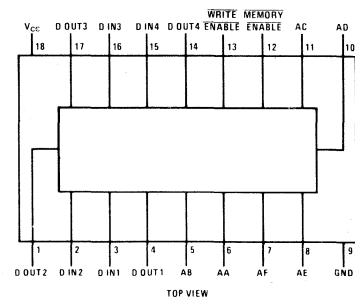 WRITE MEMORY
VCC D OUT3 D IN3 D IN4 D OUT4 ENABLE ENABLE AC AD
18 17 16 15 14 13 12 11 10
1 2 3 4 5 6 7 8 9
D OUT2 D IN2 D IN1 D OUT1 AB AA AF AE GND
TOP VIEW